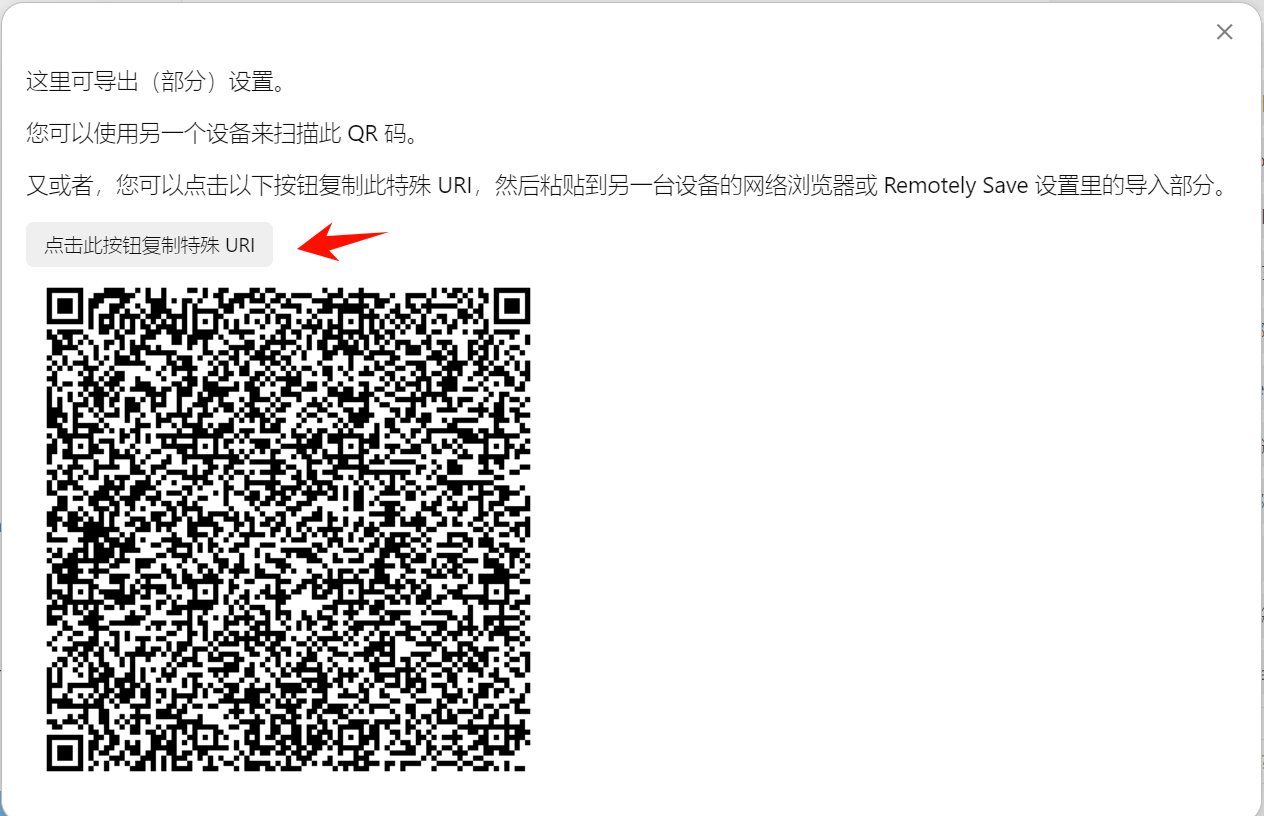 这里可导出（部分）设置。
您可以使用另一个设备来扫描此 QR 码。
又或者，您可以点击以下按钮复制此特殊 URI，然后粘贴到另一台设备的网络浏览器或 Remotely Save 设置里的导入部分。
点击此按钮复制特殊 URI